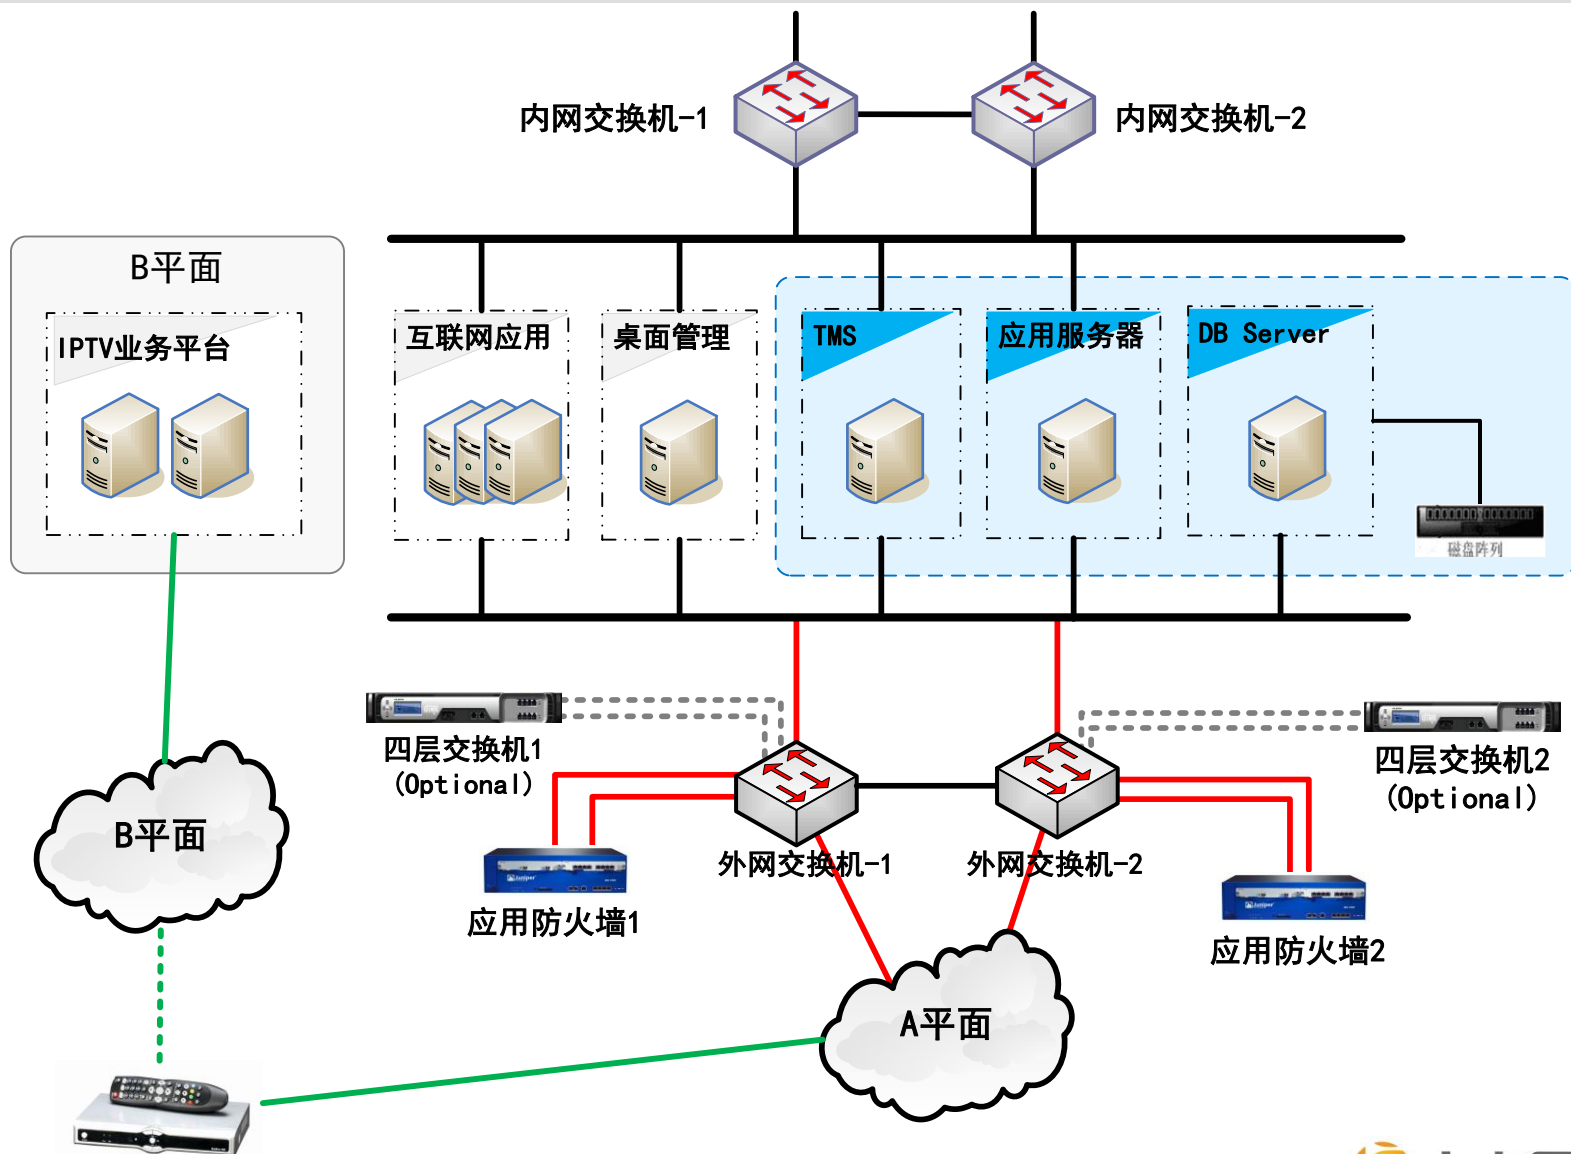 内网交换机-1
内网交换机-2
B平面
IPTV业务平台
互联网应用
桌面管理
TMS
应用服务器
DB Server
磁盘阵列
四层交换机1
(Optional)
四层交换机2
(Optional)
B平面
外网交换机-1
外网交换机-2
Juniper
应用防火墙1
Juniper
应用防火墙2
A平面